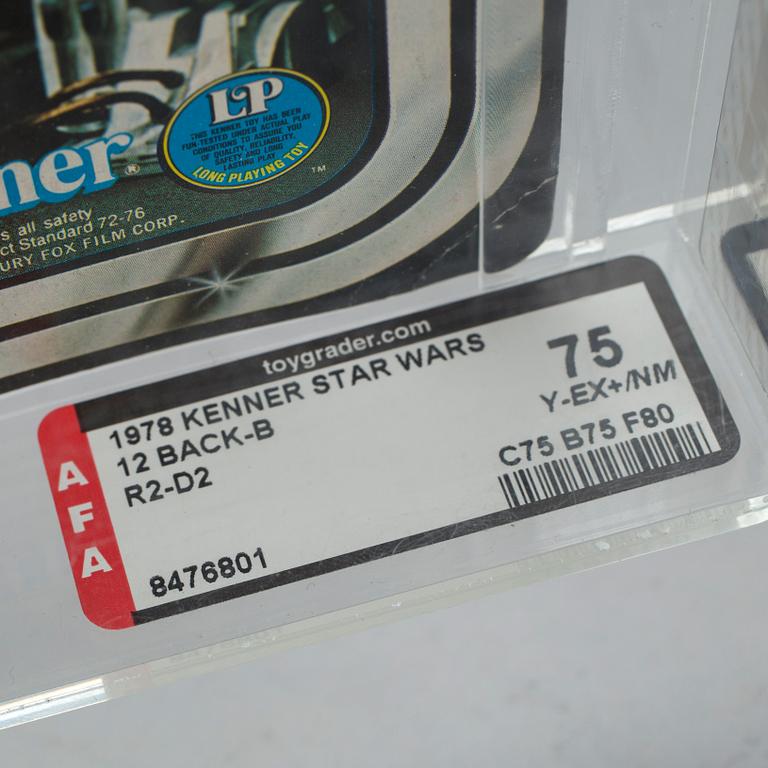 LP
THIS KENNER TOY HAS BEEN
FUN-TESTED UNDER ACTUAL PLAY
CONDITIONS TO ASSURE YOU
OF QUALITY, RELIABILITY,
SAFETY AND LONG
LASTING PLAY
LONG PLAYING TOY
™
ner®
s all safety
ct Standard 72-76
URY FOX FILM CORP.
toygrader.com
1978 KENNER STAR WARS
12 BACK-B
R2-D2
75
Y-EX+/NM
C75 B75 F80
8476801
AFA